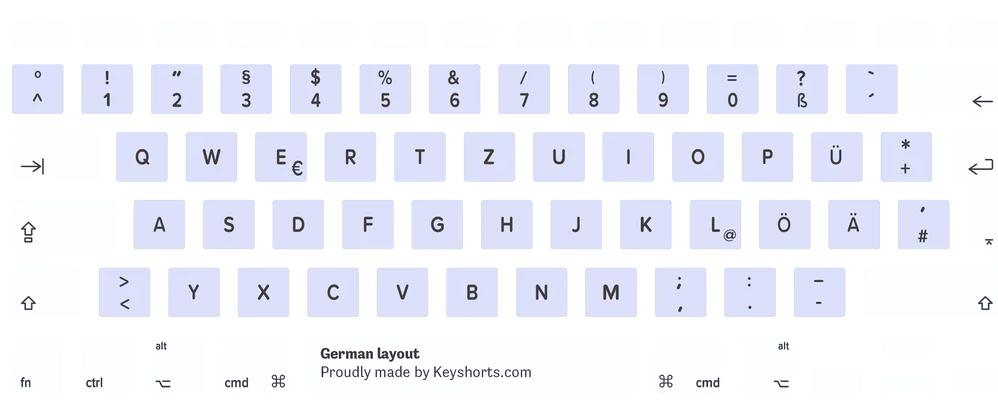 ° ! " § $ % & / ( ) = ? `
^ 1 2 3 4 5 6 7 8 9 0 ß ´ ←
→| Q W E € R T Z U I O P Ü * +
A S D F G H J K L @ Ö Ä ' #
> < Y X C V B N M ; , : . – -
alt alt
German layout
Proudly made by Keyshorts.com
fn ctrl ⌥ cmd ⌘ ⌘ cmd ⌥